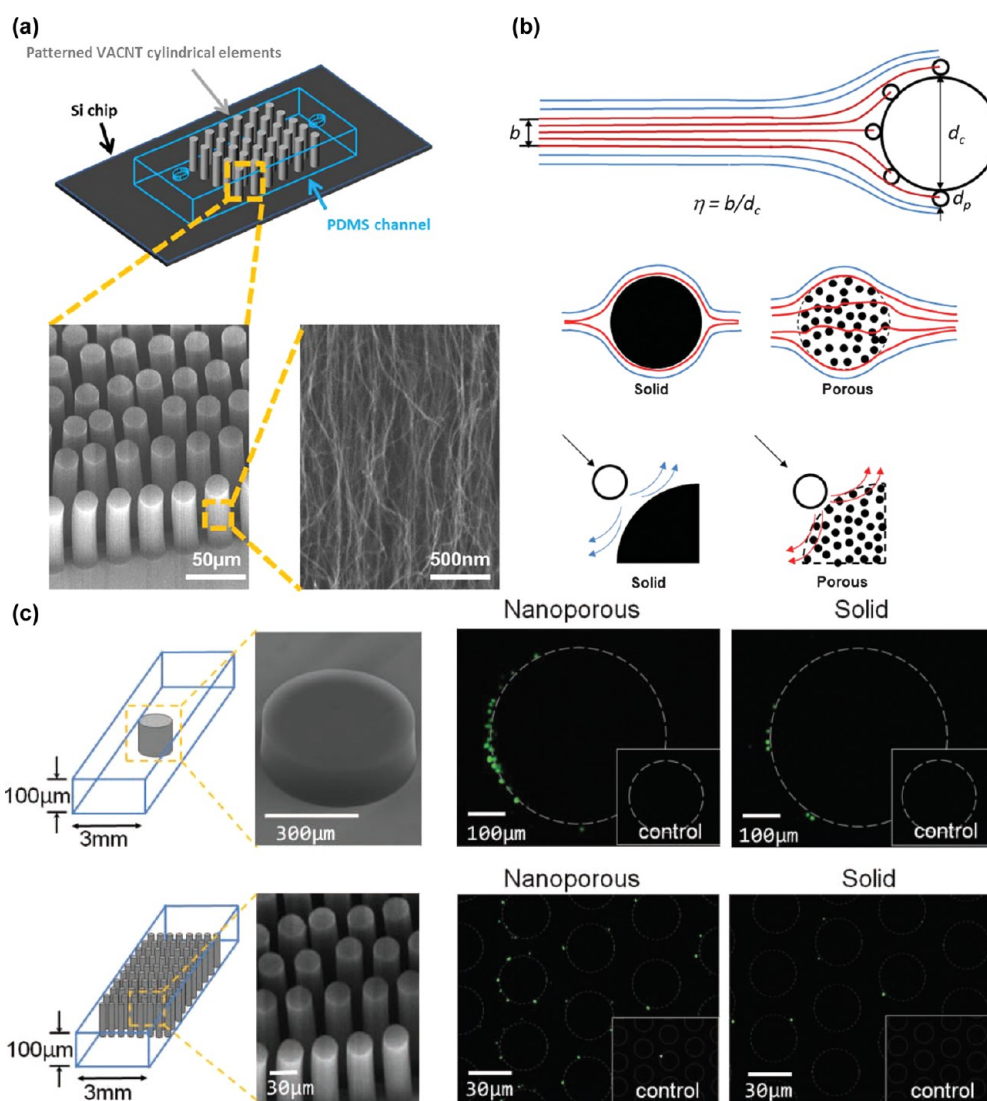 (a)
Patterned VACNT cylindrical elements
Si chip
PDMS channel
50μm
500nm
(b)
b
d_c
d_p
η = b/d_c
Solid
Porous
Solid
Porous
(c)
100μm
3mm
300μm
Nanoporous
100μm
control
Solid
100μm
control
100μm
3mm
30μm
Nanoporous
30μm
control
Solid
30μm
control